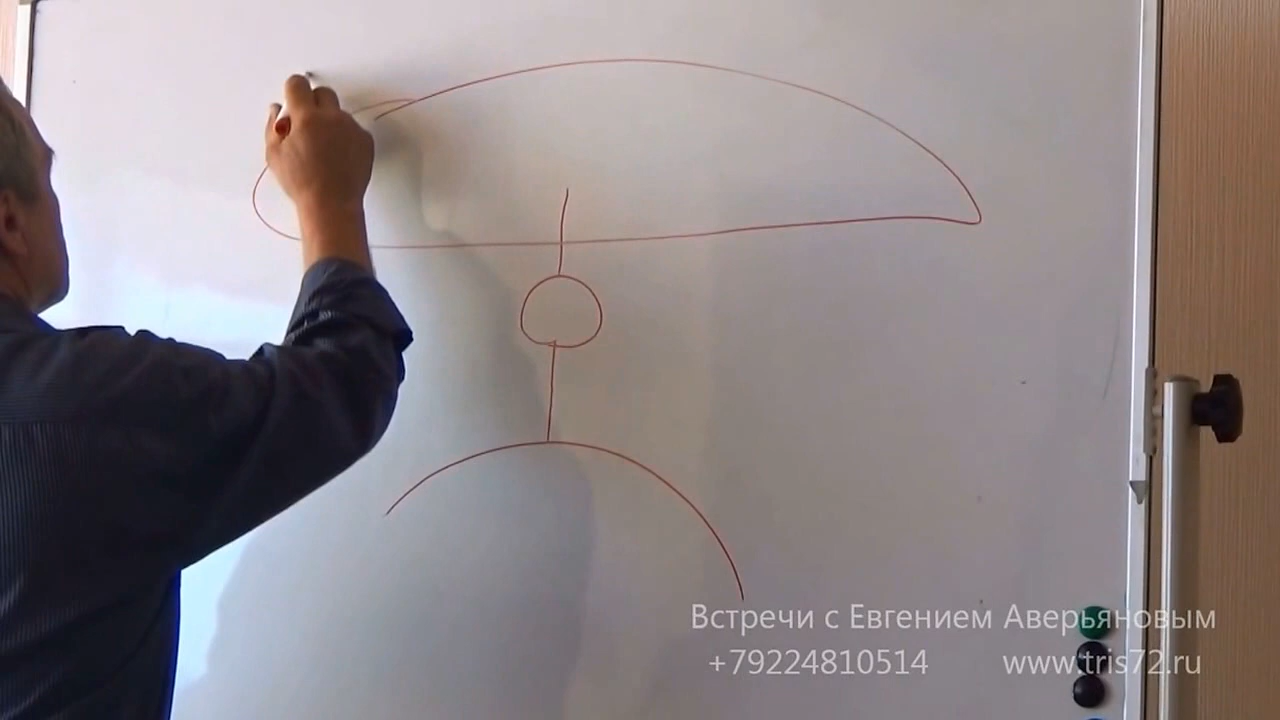 Встречи с Евгением Аверьяновым
+79224810514 www.tris72.ru